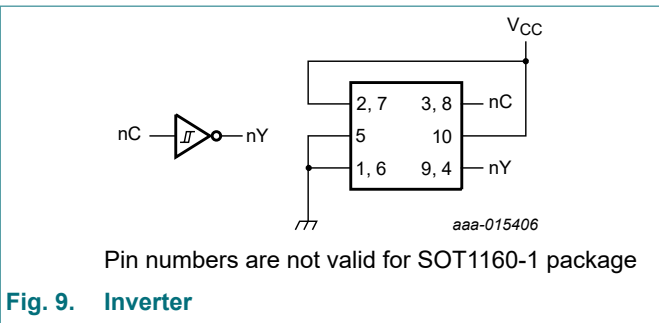 VCC
2, 7
3, 8
nC
nC
nY
5
10
1, 6
9, 4
nY
aaa-015406
Pin numbers are not valid for SOT1160-1 package
Fig. 9. Inverter